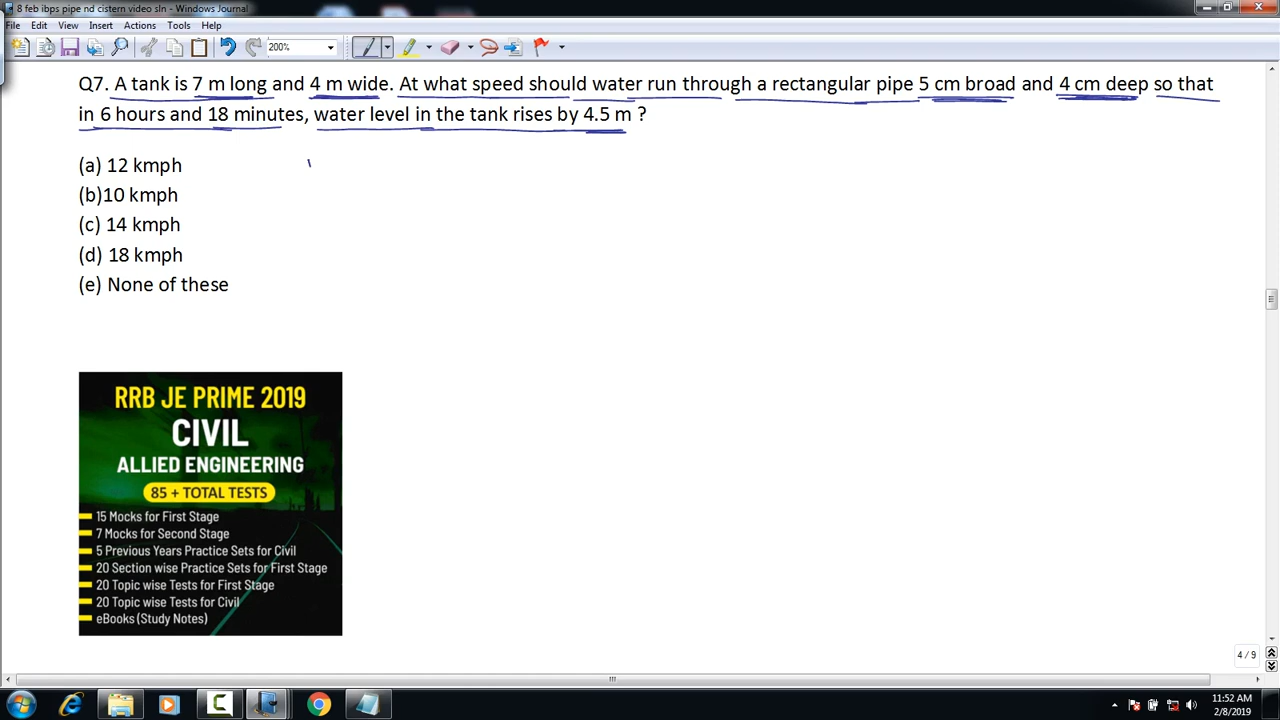 8 feb ibps pipe nd cistern video sln - Windows Journal
File Edit View Insert Actions Tools Help
200%
Q7. A tank is 7 m long and 4 m wide. At what speed should water run through a rectangular pipe 5 cm broad and 4 cm deep so that
in 6 hours and 18 minutes, water level in the tank rises by 4.5 m ?
(a) 12 kmph
(b)10 kmph
(c) 14 kmph
(d) 18 kmph
(e) None of these
RRB JE PRIME 2019
CIVIL
ALLIED ENGINEERING
85 + TOTAL TESTS
15 Mocks for First Stage
7 Mocks for Second Stage
5 Previous Years Practice Sets for Civil
20 Section wise Practice Sets for First Stage
20 Topic wise Tests for First Stage
20 Topic wise Tests for Civil
eBooks (Study Notes)
4 / 9
11:52 AM
2/8/2019